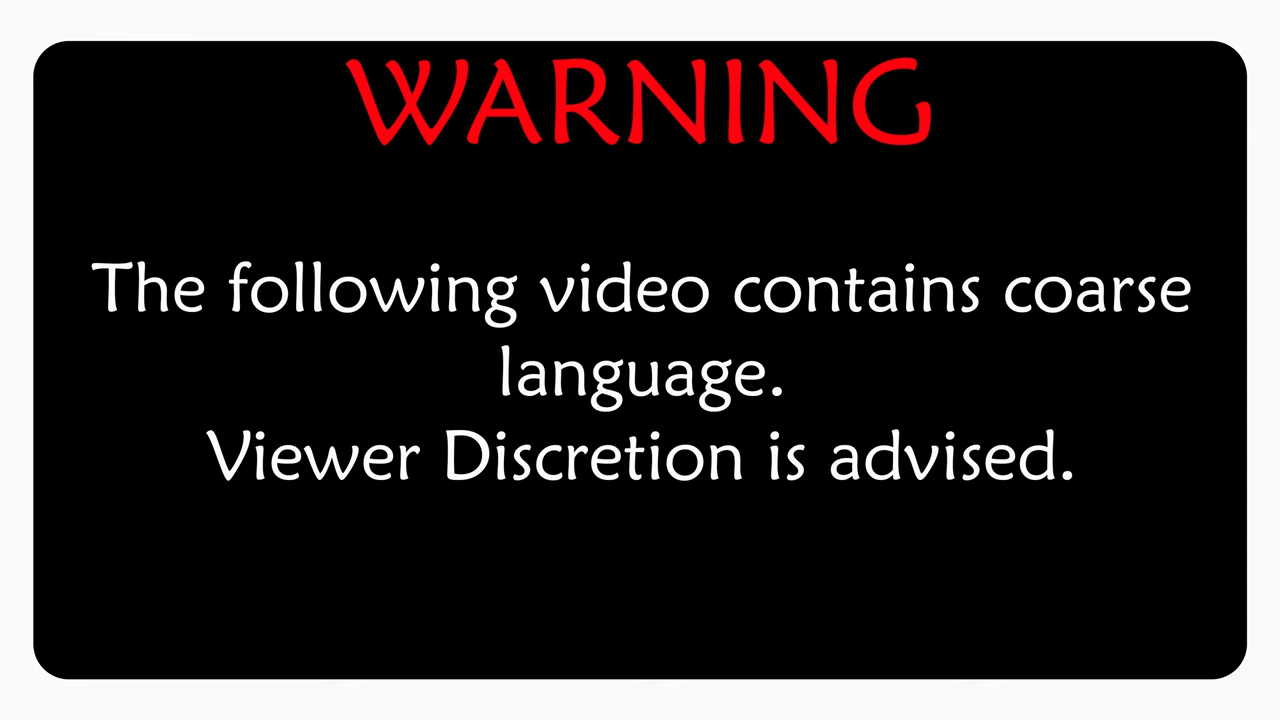 WARNING
The following video contains coarse
language.
Viewer Discretion is advised.